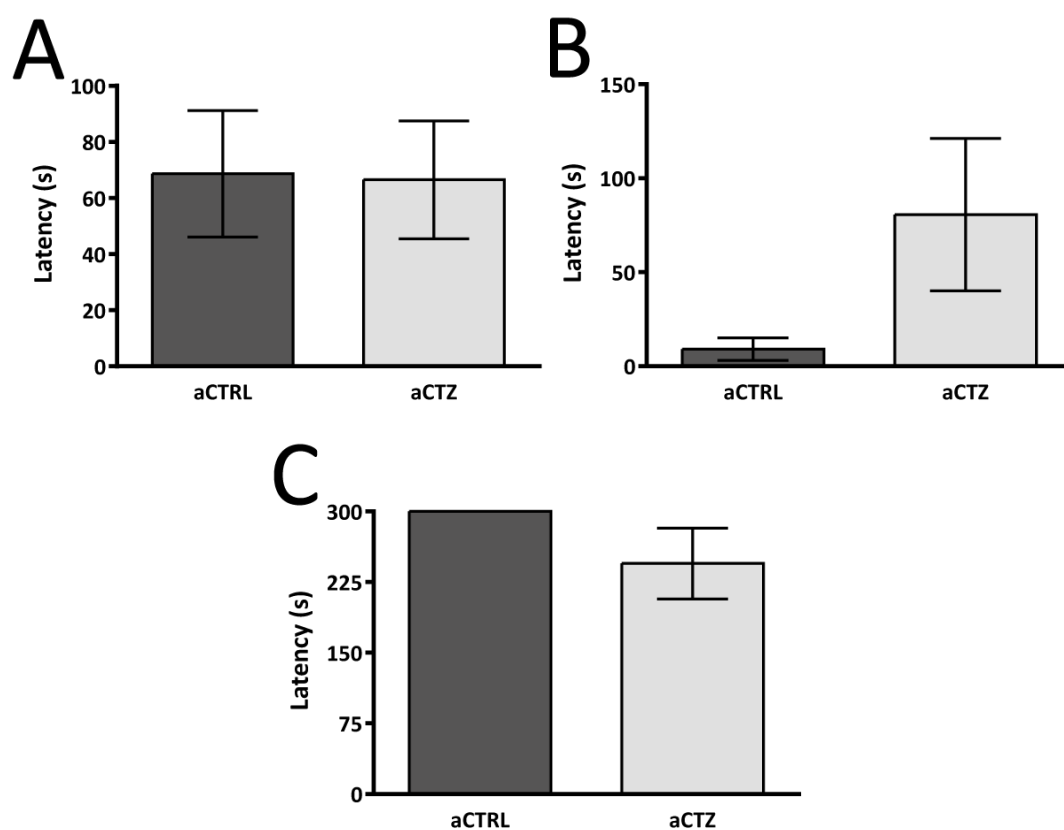 A
Latency (s)
100
80
60
40
20
0
aCTRL
aCTZ
B
Latency (s)
150
100
50
0
aCTRL
aCTZ
C
Latency (s)
300
225
150
75
0
aCTRL
aCTZ